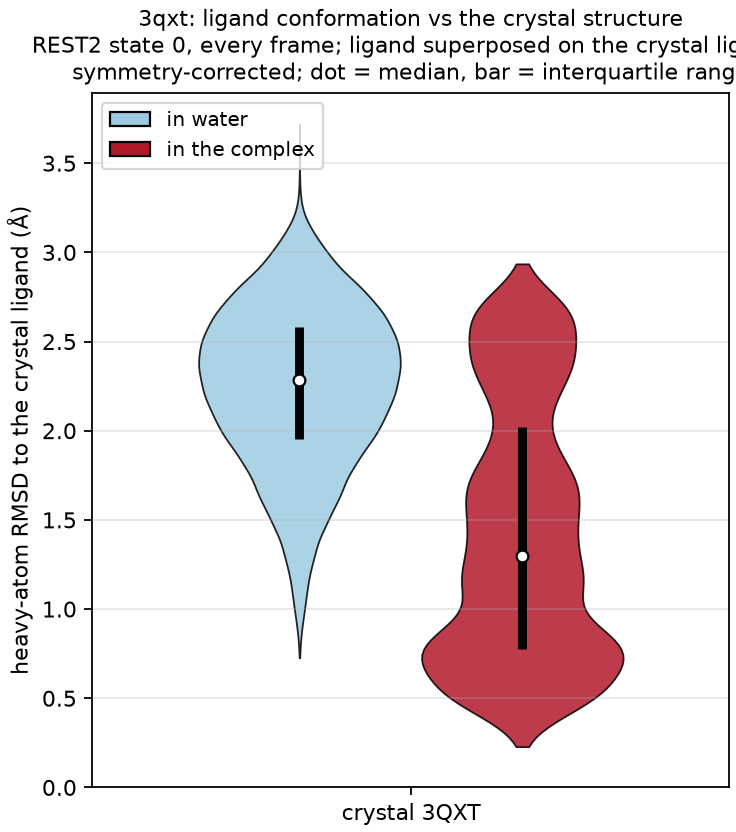 3qxt: ligand conformation vs the crystal structure
REST2 state 0, every frame; ligand superposed on the crystal lig
symmetry-corrected; dot = median, bar = interquartile rang
in water
in the complex
heavy-atom RMSD to the crystal ligand (Å)
3.5
3.0
2.5
2.0
1.5
1.0
0.5
0.0
crystal 3QXT